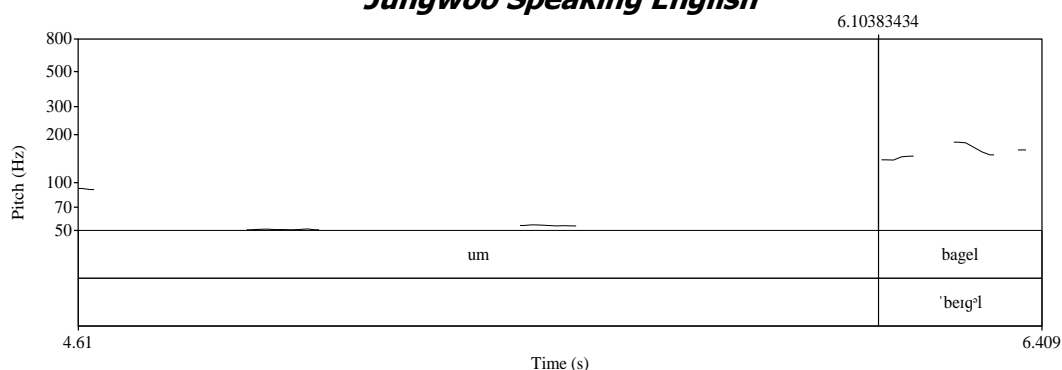 Jungwoo Speaking English
6.10383434
800
500
300
200
100
70
50
Pitch (Hz)
um
bagel
ˈbeɪɡᵊl
4.61
6.409
Time (s)